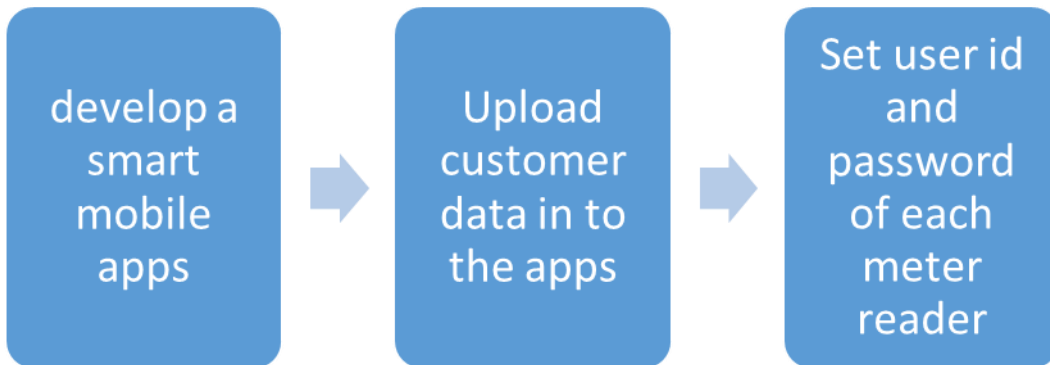 develop a
smart
mobile
apps
Upload
customer
data in to
the apps
Set user id
and
password
of each
meter
reader